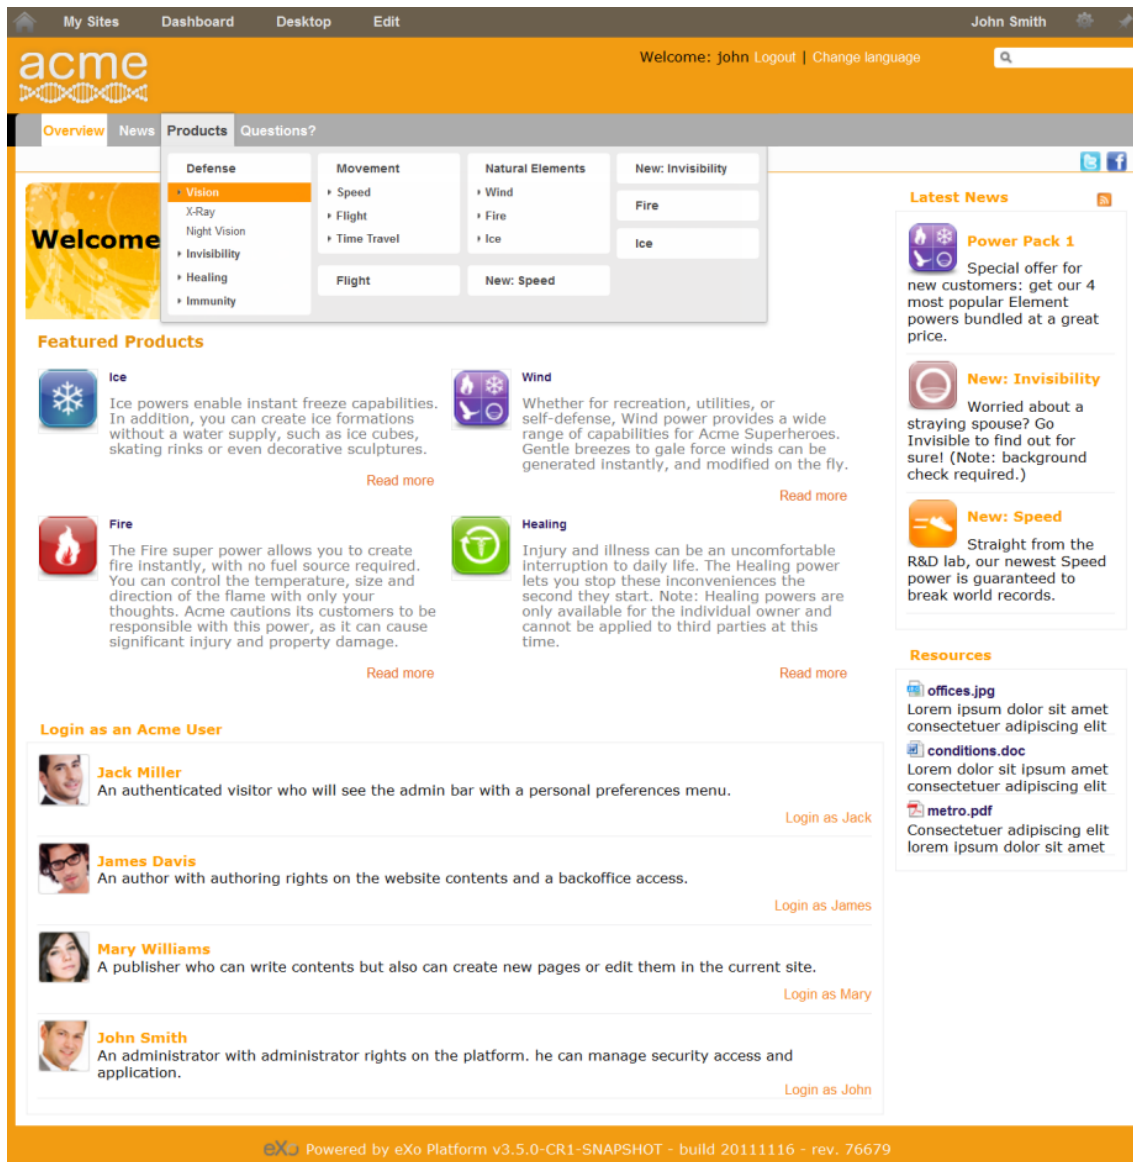 My Sites Dashboard Desktop Edit John Smith
acme
Welcome: john Logout | Change language
Overview News Products Questions?
Defense
Vision
X-Ray
Night Vision
Invisibility
Healing
Immunity
Movement
Speed
Flight
Time Travel
Flight
Natural Elements
Wind
Fire
Ice
New: Speed
New: Invisibility
Fire
Ice
Welcome
Featured Products
Ice
Ice powers enable instant freeze capabilities.
In addition, you can create ice formations
without a water supply, such as ice cubes,
skating rinks or even decorative sculptures.
Read more
Wind
Whether for recreation, utilities, or
self-defense, Wind power provides a wide
range of capabilities for Acme Superheroes.
Gentle breezes to gale force winds can be
generated instantly, and modified on the fly.
Read more
Fire
The Fire super power allows you to create
fire instantly, with no fuel source required.
You can control the temperature, size and
direction of the flame with only your
thoughts. Acme cautions its customers to be
responsible with this power, as it can cause
significant injury and property damage.
Read more
Healing
Injury and illness can be an uncomfortable
interruption to daily life. The Healing power
lets you stop these inconveniences the
second they start. Note: Healing powers are
only available for the individual owner and
cannot be applied to third parties at this
time.
Read more
Login as an Acme User
Jack Miller
An authenticated visitor who will see the admin bar with a personal preferences menu.
Login as Jack
James Davis
An author with authoring rights on the website contents and a backoffice access.
Login as James
Mary Williams
A publisher who can write contents but also can create new pages or edit them in the current site.
Login as Mary
John Smith
An administrator with administrator rights on the platform. he can manage security access and
application.
Login as John
Latest News
Power Pack 1
Special offer for
new customers: get our 4
most popular Element
powers bundled at a great
price.
New: Invisibility
Worried about a
straying spouse? Go
Invisible to find out for
sure! (Note: background
check required.)
New: Speed
Straight from the
R&D lab, our newest Speed
power is guaranteed to
break world records.
Resources
offices.jpg
Lorem ipsum dolor sit amet
consectetuer adipiscing elit
conditions.doc
Lorem dolor sit ipsum amet
consectetuer adipiscing elit
metro.pdf
Consectetuer adipiscing elit
lorem ipsum dolor sit amet
eXo Powered by eXo Platform v3.5.0-CR1-SNAPSHOT - build 20111116 - rev. 76679